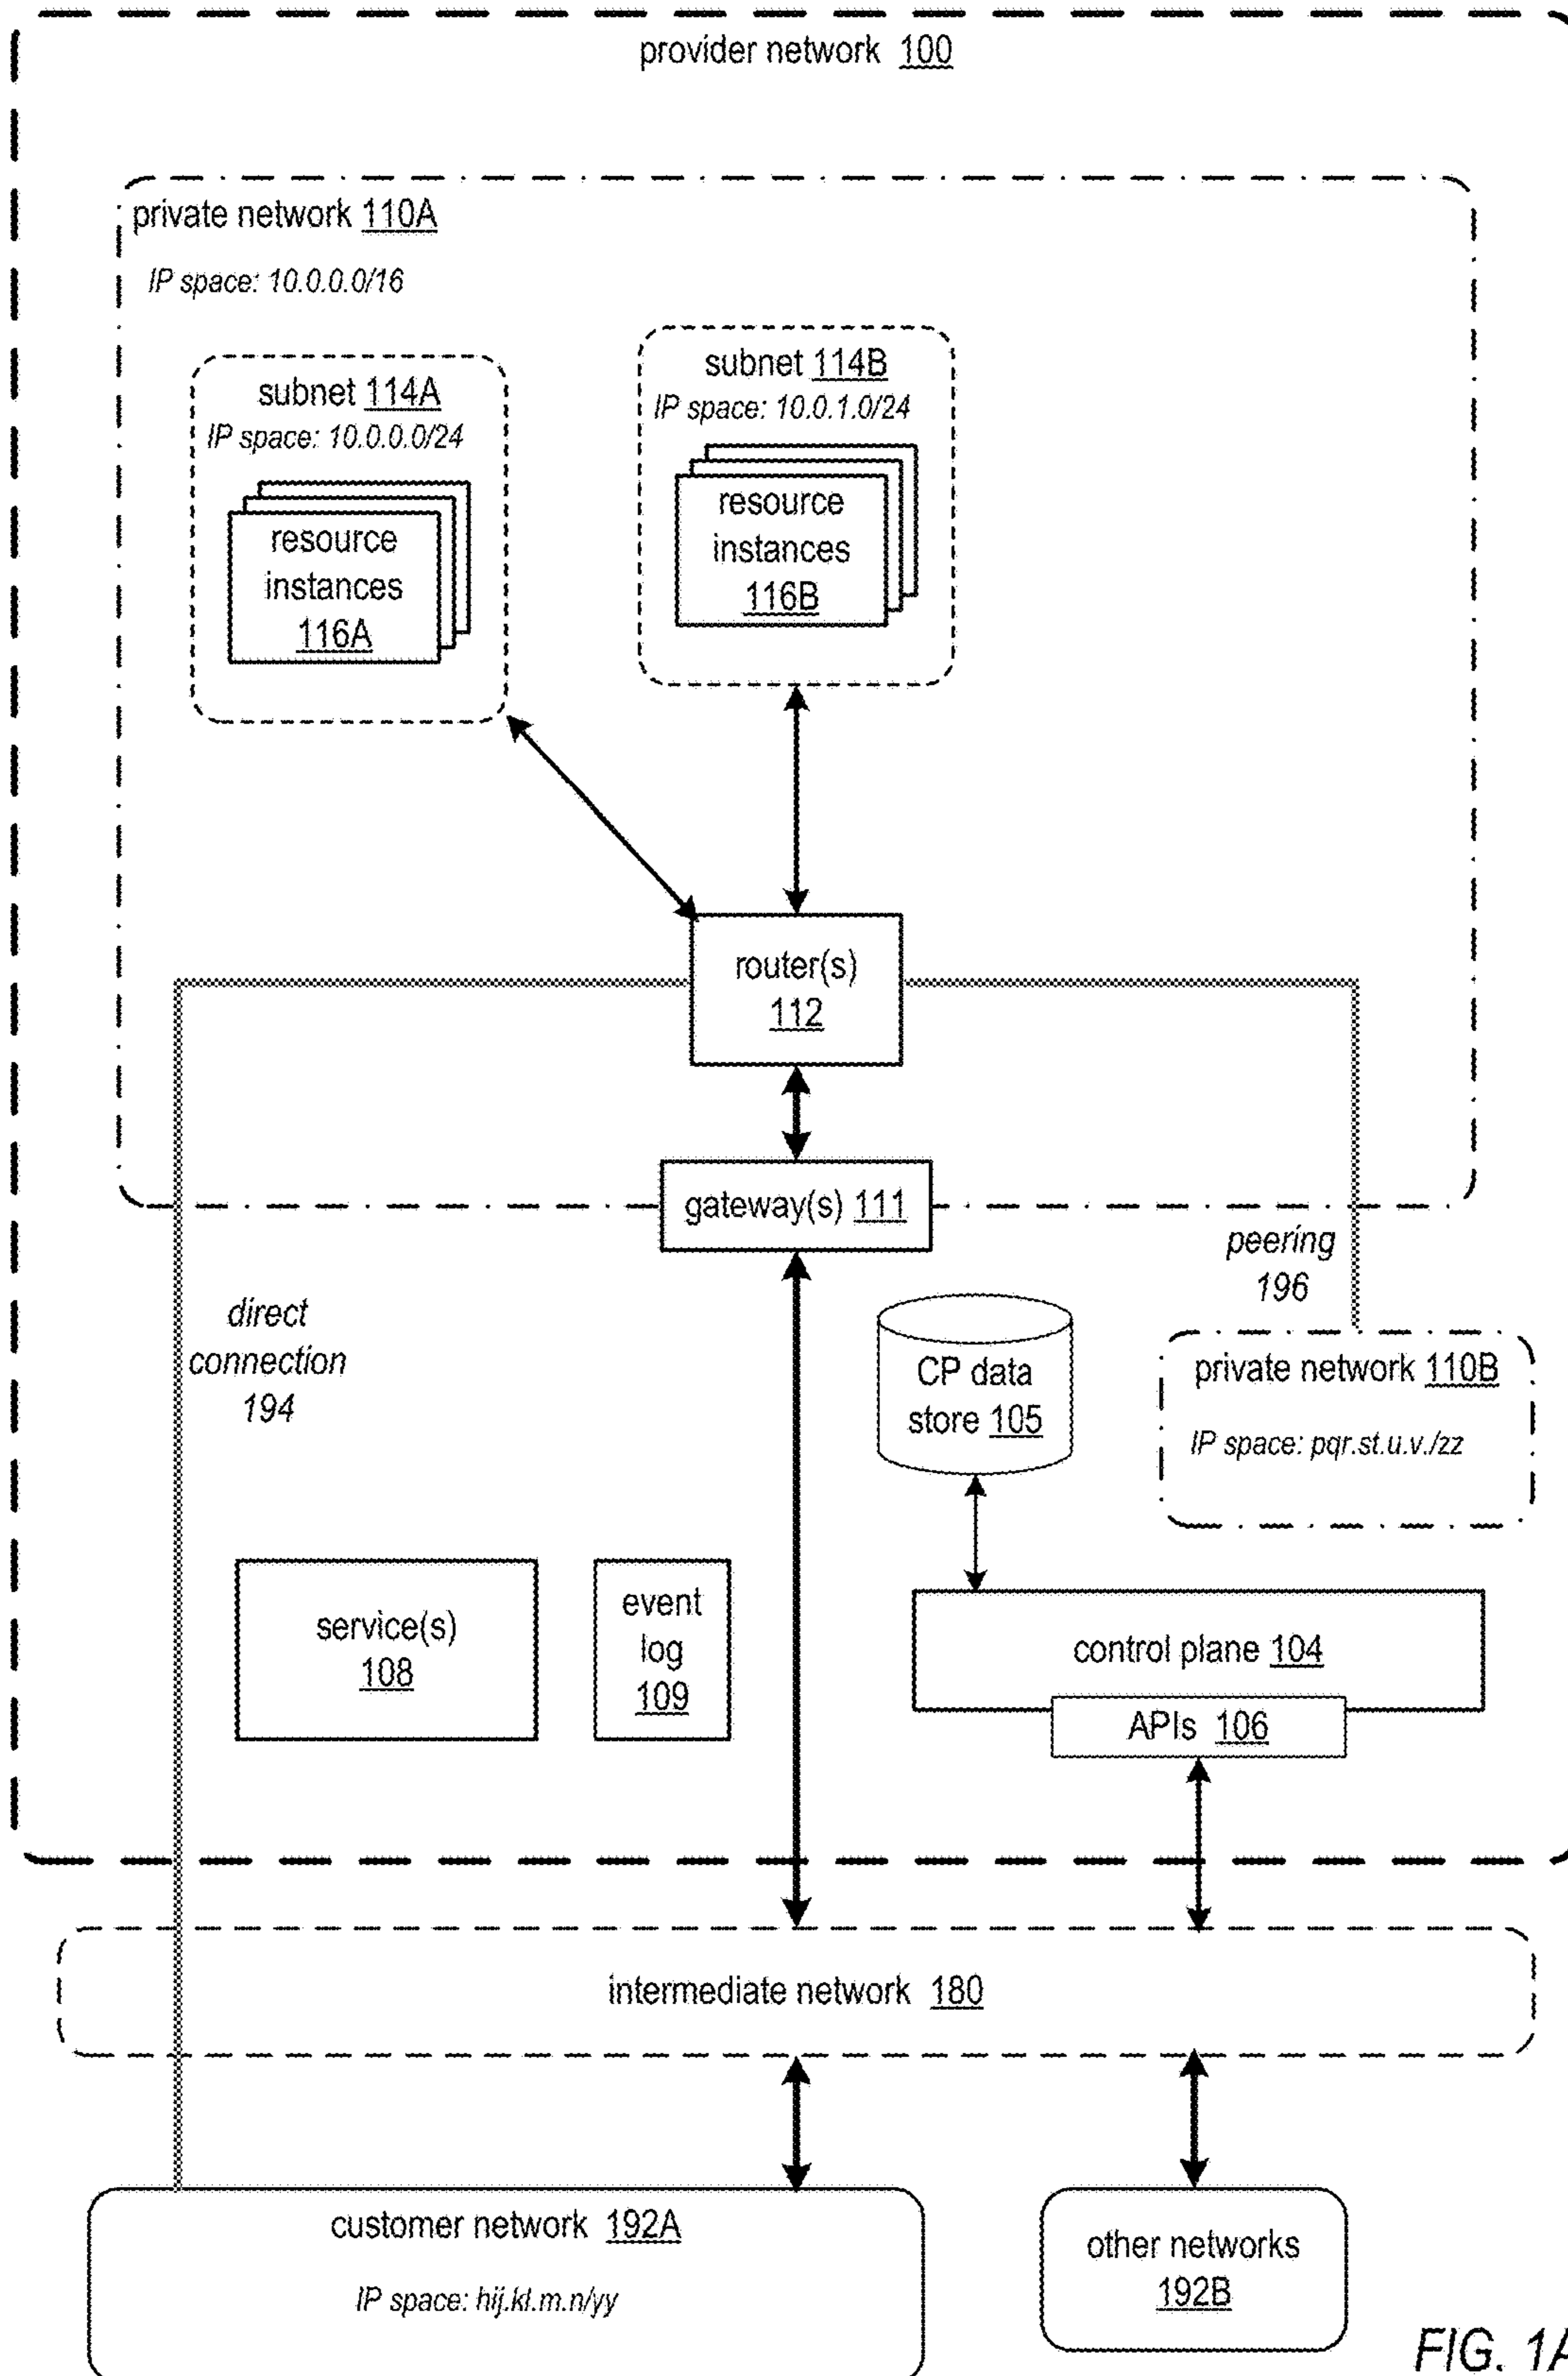 provider network 100
private network 110A
IP space: 10.0.0.0/16
subnet 114A
IP space: 10.0.0.0/24
resource
instances
116A
subnet 114B
IP space: 10.0.1.0/24
resource
instances
116B
router(s)
112
gateway(s) 111
peering
196
direct
connection
194
CP data
store 105
private network 110B
IP space: pqr.st.u.v./zz
service(s)
108
event
log
109
control plane 104
APIs 106
intermediate network 180
customer network 192A
IP space: hij.kl.m.n/yy
other networks
192B
FIG. 1A